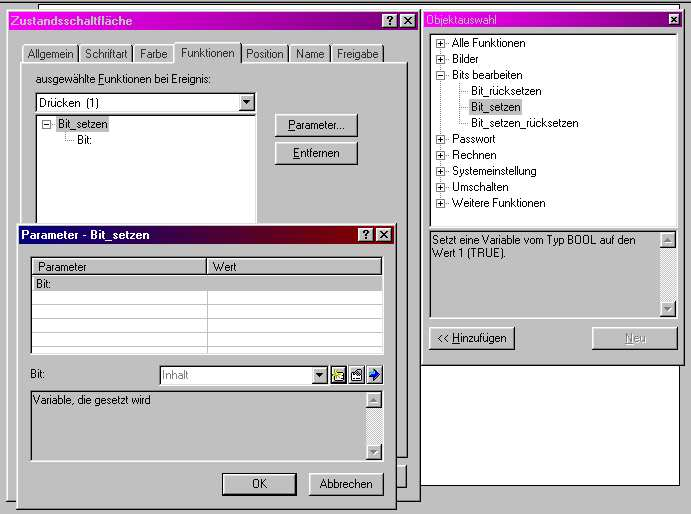 Zustandsschaltfläche
Allgemein Schriftart Farbe Funktionen Position Name Freigabe
ausgewählte Funktionen bei Ereignis:
Drücken (1)
Bit_setzen
Bit:
Parameter...
Entfernen
Parameter - Bit_setzen
Parameter Wert
Bit:
Bit: Inhalt
Variable, die gesetzt wird
OK Abbrechen
Objektauswahl
Alle Funktionen
Bilder
Bits bearbeiten
Bit_rücksetzen
Bit_setzen
Bit_setzen_rücksetzen
Passwort
Rechnen
Systemeinstellung
Umschalten
Weitere Funktionen
Setzt eine Variable vom Typ BOOL auf den
Wert 1 (TRUE).
<< Hinzufügen Neu